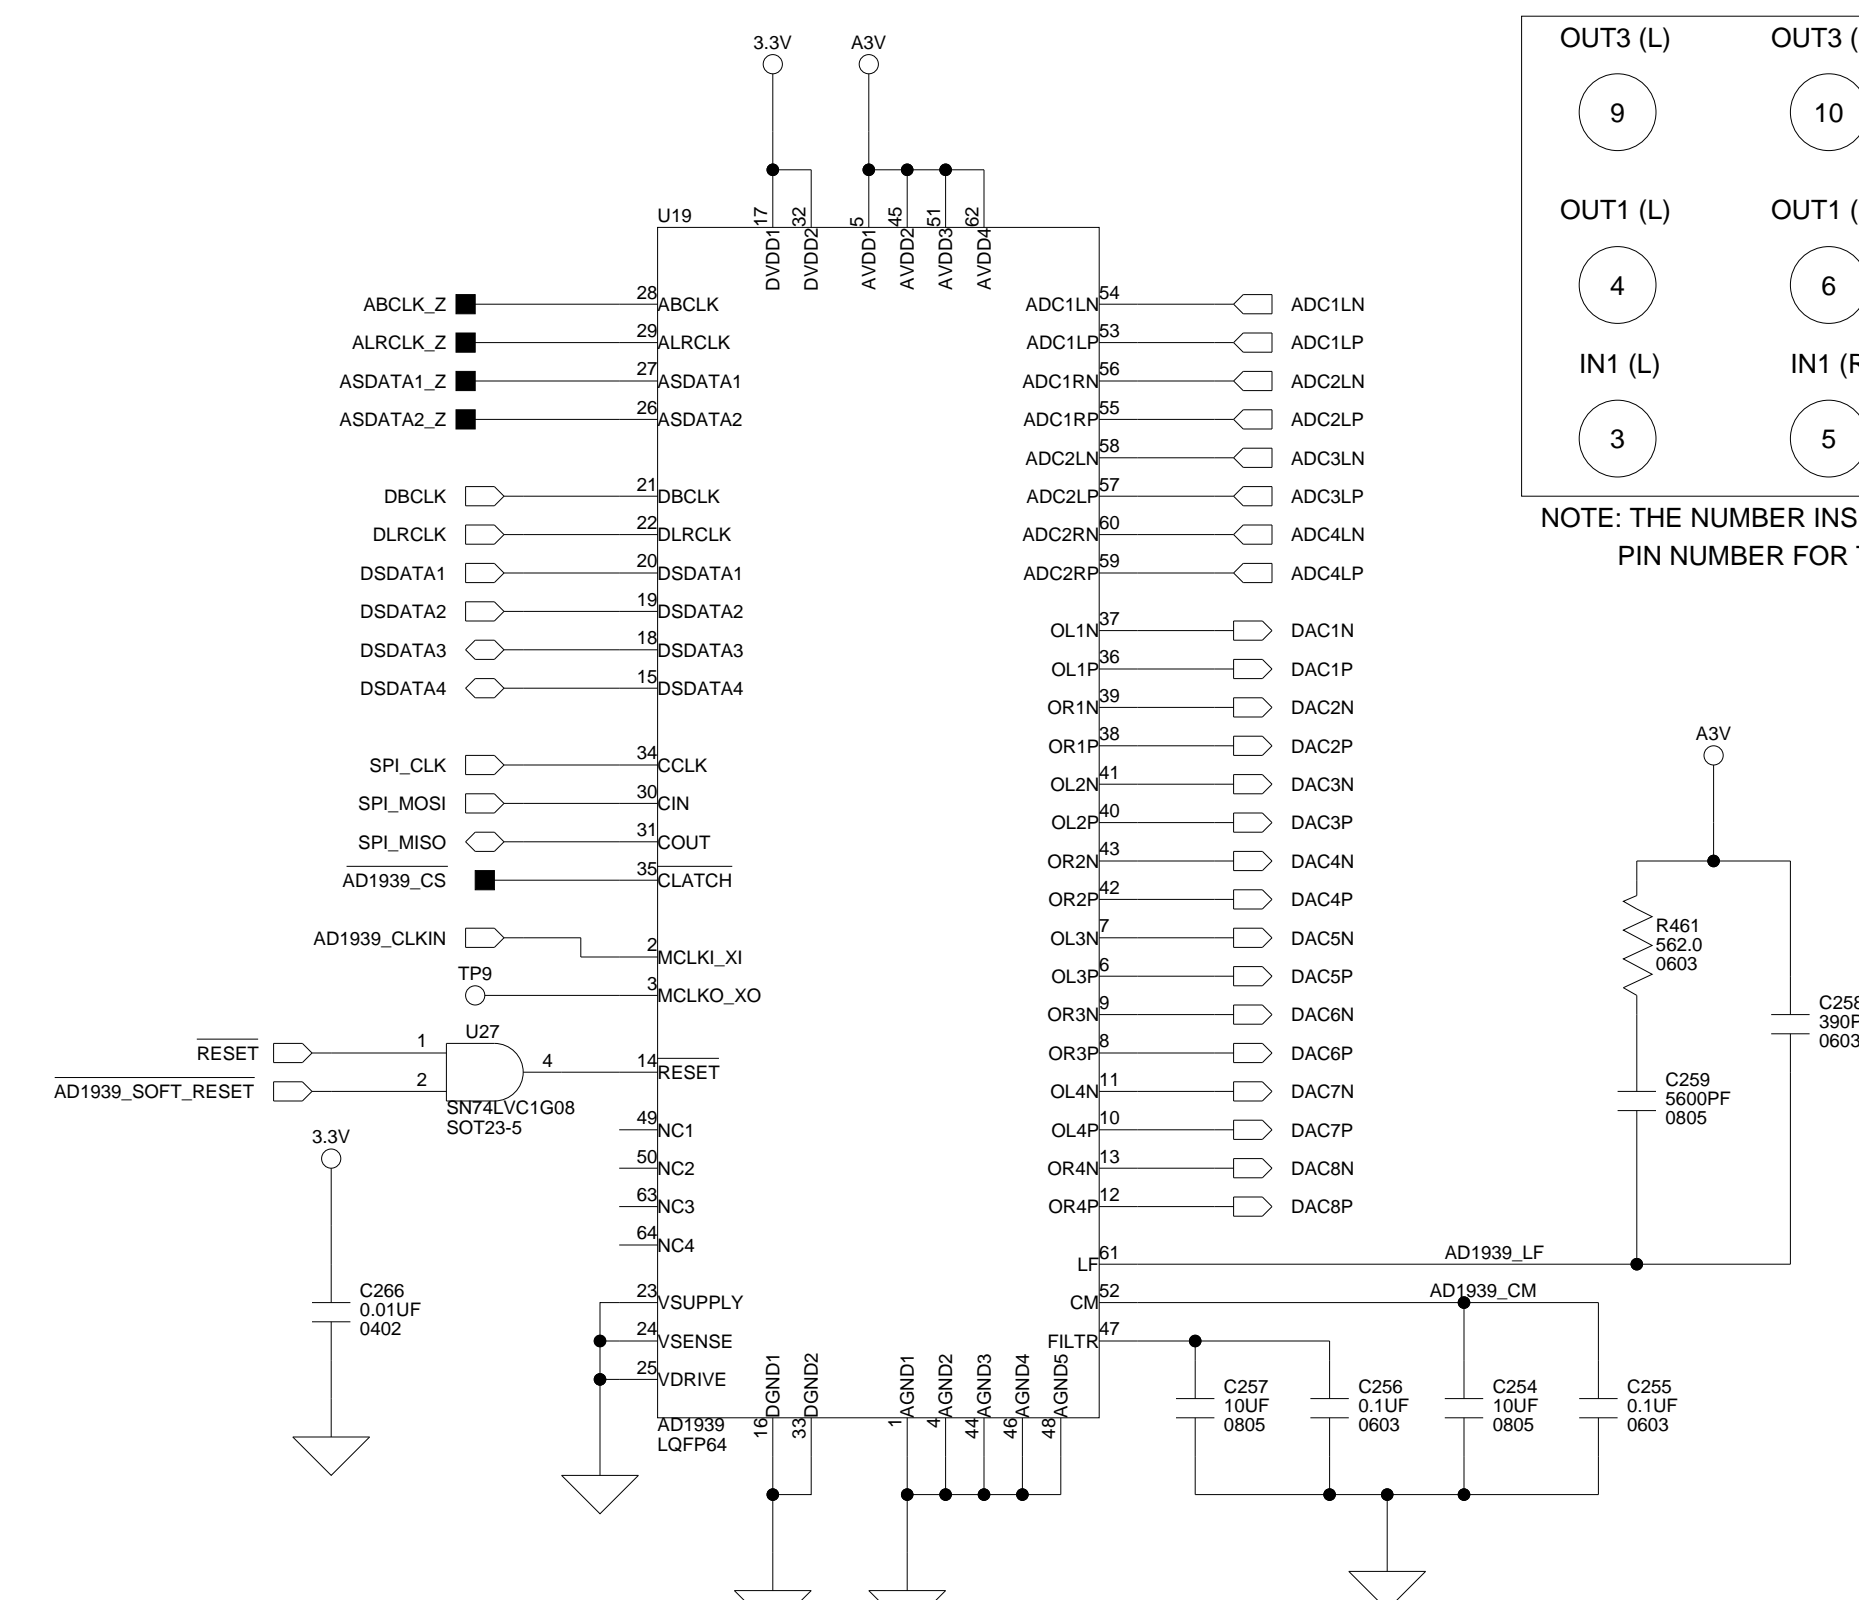 3.3V
A3V
OUT3 (L)
OUT3 (
9
10
OUT1 (L)
OUT1 (
4
6
IN1 (L)
IN1 (R
3
5
NOTE: THE NUMBER INS
PIN NUMBER FOR T
U19
17
32
5
45
51
62
DVDD1
DVDD2
AVDD1
AVDD2
AVDD3
AVDD4
ABCLK_Z
28
ABCLK
ALRCLK_Z
29
ALRCLK
ASDATA1_Z
27
ASDATA1
ASDATA2_Z
26
ASDATA2
DBCLK
21
DBCLK
DLRCLK
22
DLRCLK
DSDATA1
20
DSDATA1
DSDATA2
19
DSDATA2
DSDATA3
18
DSDATA3
DSDATA4
15
DSDATA4
SPI_CLK
34
CCLK
SPI_MOSI
30
CIN
SPI_MISO
31
COUT
AD1939_CS
35
CLATCH
AD1939_CLKIN
2
MCLKI_XI
TP9
3
MCLKO_XO
U27
RESET
1
4
14
RESET
AD1939_SOFT_RESET
2
SN74LVC1G08
SOT23-5
49
NC1
50
NC2
63
NC3
64
NC4
3.3V
C266
0.01UF
0402
23
VSUPPLY
24
VSENSE
25
VDRIVE
AD1939
LQFP64
DGND1
DGND2
AGND1
AGND2
AGND3
AGND4
AGND5
16
33
1
4
44
46
48
ADC1LN
54
ADC1LN
ADC1LP
53
ADC1LP
ADC1RN
56
ADC2LN
ADC1RP
55
ADC2LP
ADC2LN
58
ADC3LN
ADC2LP
57
ADC3LP
ADC2RN
60
ADC4LN
ADC2RP
59
ADC4LP
OL1N
37
DAC1N
OL1P
36
DAC1P
OR1N
39
DAC2N
OR1P
38
DAC2P
OL2N
41
DAC3N
OL2P
40
DAC3P
OR2N
43
DAC4N
OR2P
42
DAC4P
OL3N
7
DAC5N
OL3P
6
DAC5P
OR3N
9
DAC6N
OR3P
8
DAC6P
OL4N
11
DAC7N
OL4P
10
DAC7P
OR4N
13
DAC8N
OR4P
12
DAC8P
LF
61
AD1939_LF
CM
52
AD1939_CM
FILTR
47
A3V
R461
562.0
0603
C258
390P
0603
C259
5600PF
0805
C257
10UF
0805
C256
0.1UF
0603
C254
10UF
0805
C255
0.1UF
0603